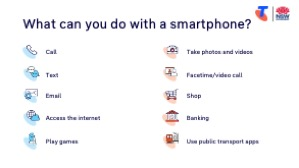 What can you do with a smartphone?
Call
Take photos and videos
Text
Facetime/video call
Email
Shop
Access the internet
Banking
Play games
Use public transport apps